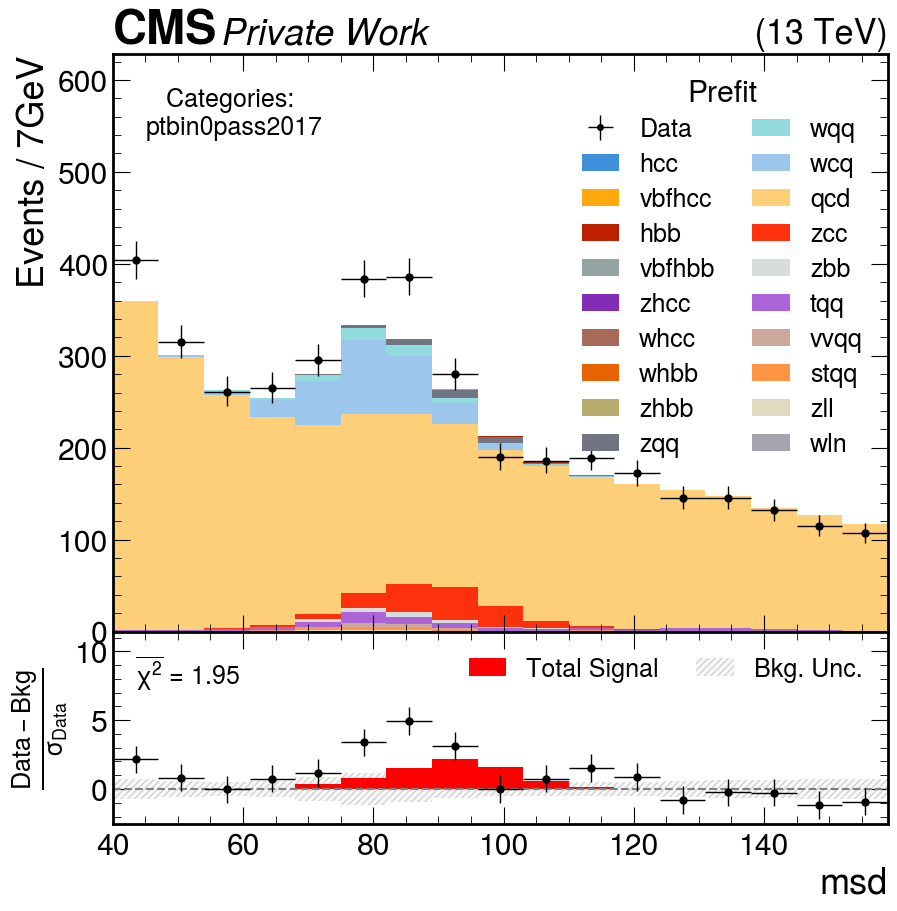 CMS Private Work (13 TeV)
Events / 7GeV
600
500
400
300
200
100
0
Categories:
ptbin0pass2017
Prefit
Data
hcc
vbfhcc
hbb
vbfhbb
zhcc
whcc
whbb
zhbb
zqq
wqq
wcq
qcd
zcc
zbb
tqq
vvqq
stqq
zll
wln
Data − Bkg
σData
10
5
0
χ2 = 1.95
Total Signal
Bkg. Unc.
40 60 80 100 120 140
msd